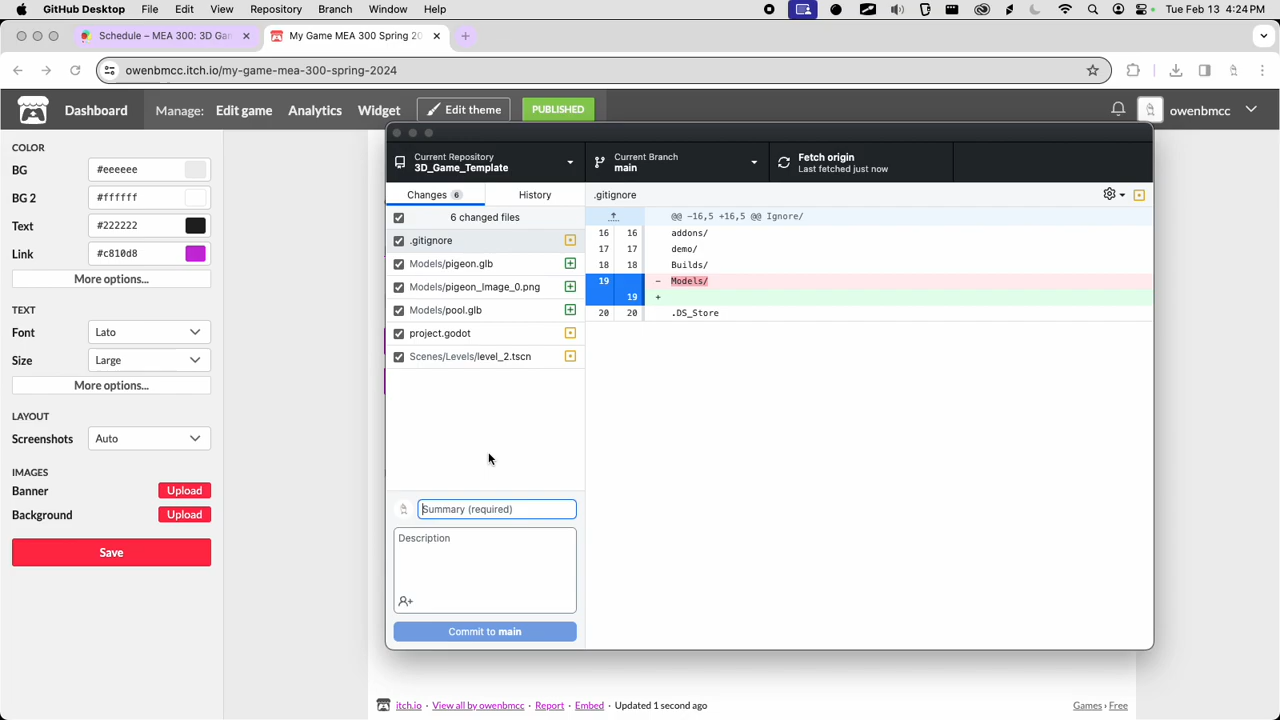 GitHub Desktop File Edit View Repository Branch Window Help Tue Feb 13 4:24 PM
Schedule – MEA 300: 3D Gan My Game MEA 300 Spring 20
owenbmcc.itch.io/my-game-mea-300-spring-2024
Dashboard Manage: Edit game Analytics Widget Edit theme PUBLISHED owenbmcc
COLOR
BG #eeeeee
BG 2 #ffffff
Text #222222
Link #c810d8
More options...
TEXT
Font Lato
Size Large
More options...
LAYOUT
Screenshots Auto
IMAGES
Banner Upload
Background Upload
Save
Current Repository
3D_Game_Template
Current Branch
main
Fetch origin
Last fetched just now
Changes 6 History
6 changed files
.gitignore
Models/pigeon.glb
Models/pigeon_Image_0.png
Models/pool.glb
project.godot
Scenes/Levels/level_2.tscn
Summary (required)
Description
Commit to main
.gitignore
@@ -16,5 +16,5 @@ Ignore/
16 16 addons/
17 17 demo/
18 18 Builds/
19 - Models/
19 +
20 20 .DS_Store
itch.io · View all by owenbmcc · Report · Embed · Updated 1 second ago
Games › Free